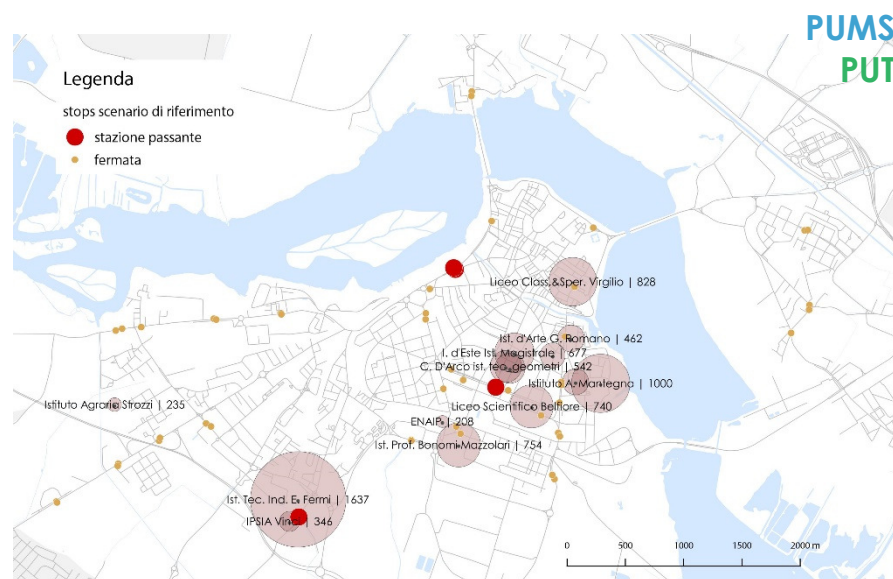 PUMS
PUT
Legenda
stops scenario di riferimento
stazione passante
fermata
Liceo Class.&Sper. Virgilio | 828
Ist. d'Arte G. Romano | 462
I. d'Este Ist. Magistrale | 677
C. D'Arco ist. tec. geometri | 542
Istituto A. Mantegna | 1000
Istituto Agraria Strozzi | 235
Liceo Scientifico Belfiore | 740
ENAIP | 208
Ist. Prof. Bonomi Mazzolari | 754
Ist. Tec. Ind. E. Fermi | 1637
IPSIA Vinci | 346
0 500 1000 1500 2000 m